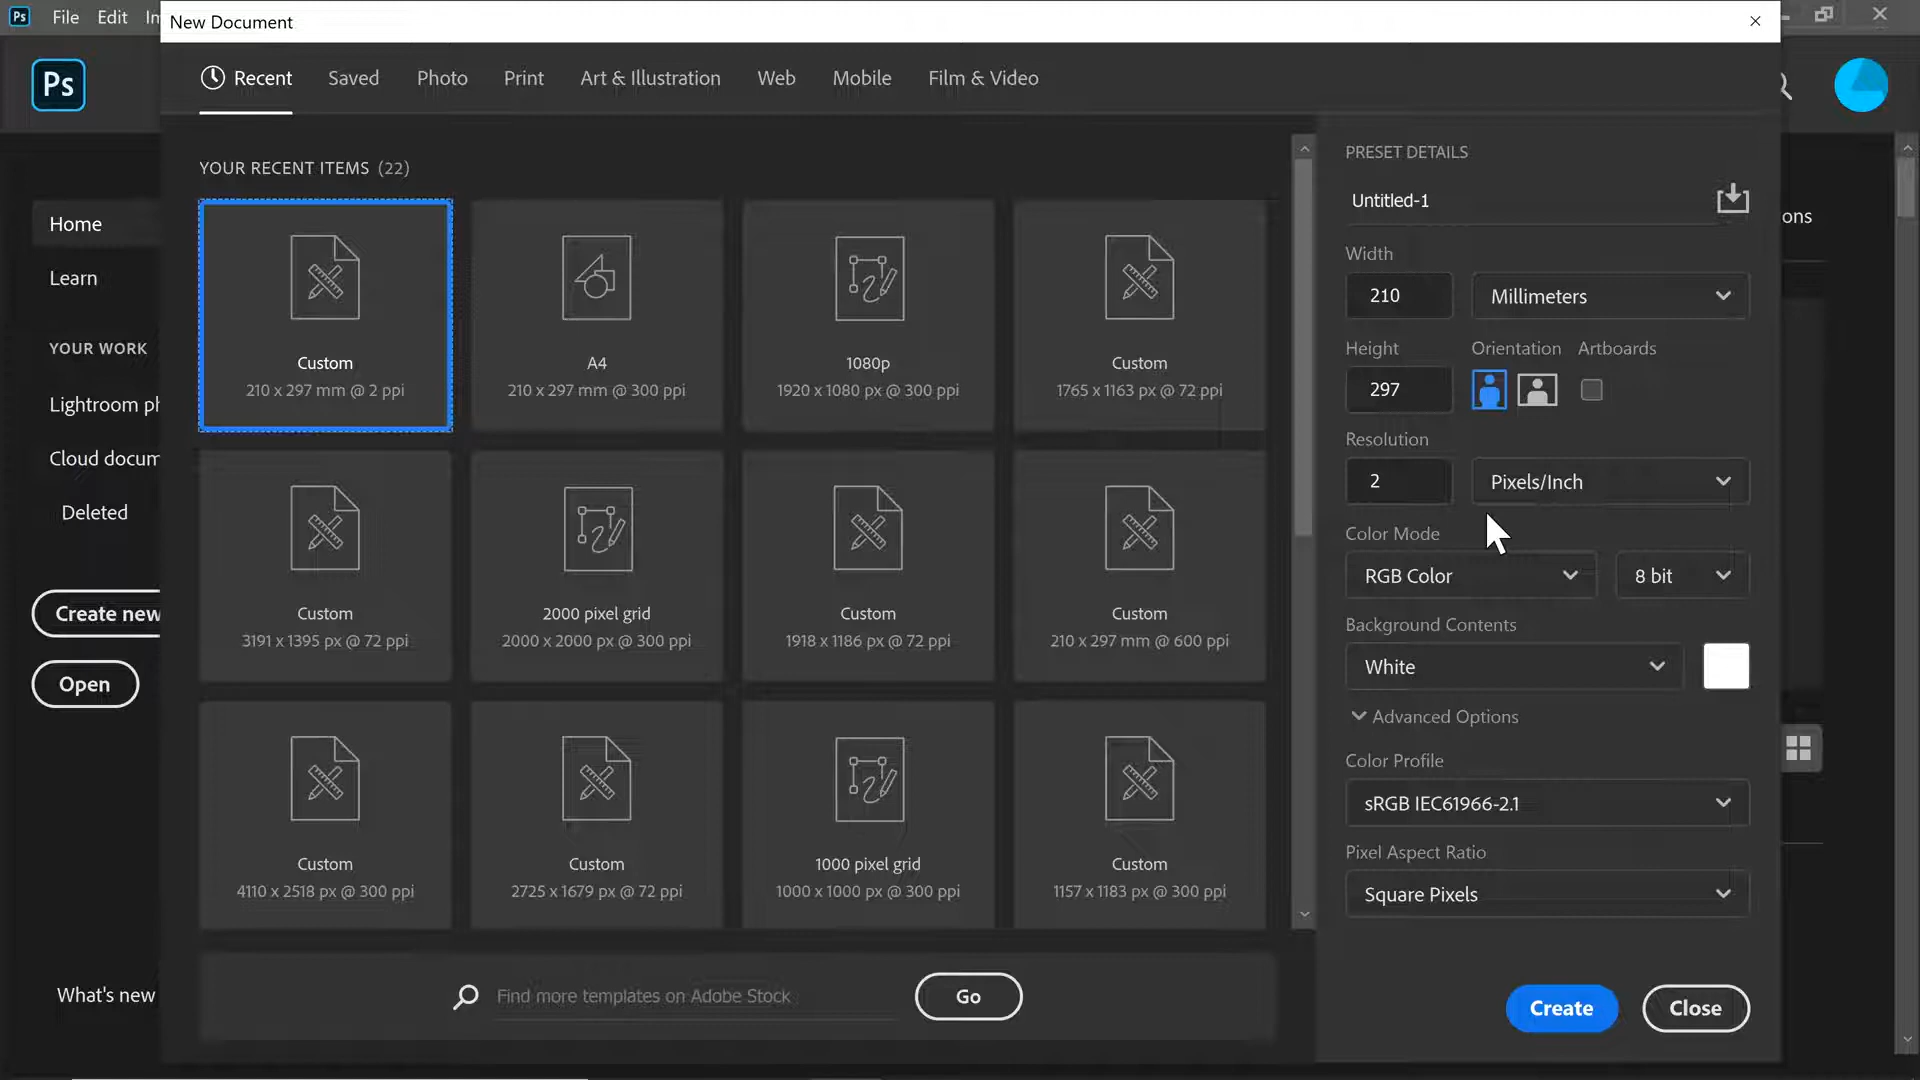 Ps File Edit
New Document
Ps
Recent Saved Photo Print Art & Illustration Web Mobile Film & Video
Home
Learn
YOUR WORK
Lightroom
Cloud
Deleted
Create new
Open
What's new
YOUR RECENT ITEMS (22)
Custom
210 x 297 mm @ 2 ppi
A4
210 x 297 mm @ 300 ppi
1080p
1920 x 1080 px @ 300 ppi
Custom
1765 x 1163 px @ 72 ppi
Custom
3191 x 1395 px @ 72 ppi
2000 pixel grid
2000 x 2000 px @ 300 ppi
Custom
1918 x 1186 px @ 72 ppi
Custom
210 x 297 mm @ 600 ppi
Custom
4110 x 2518 px @ 300 ppi
Custom
2725 x 1679 px @ 72 ppi
1000 pixel grid
1000 x 1000 px @ 300 ppi
Custom
1157 x 1183 px @ 300 ppi
Find more templates on Adobe Stock
Go
PRESET DETAILS
Untitled-1
Width
210 Millimeters
Height Orientation Artboards
297
Resolution
2 Pixels/Inch
Color Mode
RGB Color 8 bit
Background Contents
White
Advanced Options
Color Profile
sRGB IEC61966-2.1
Pixel Aspect Ratio
Square Pixels
Create Close